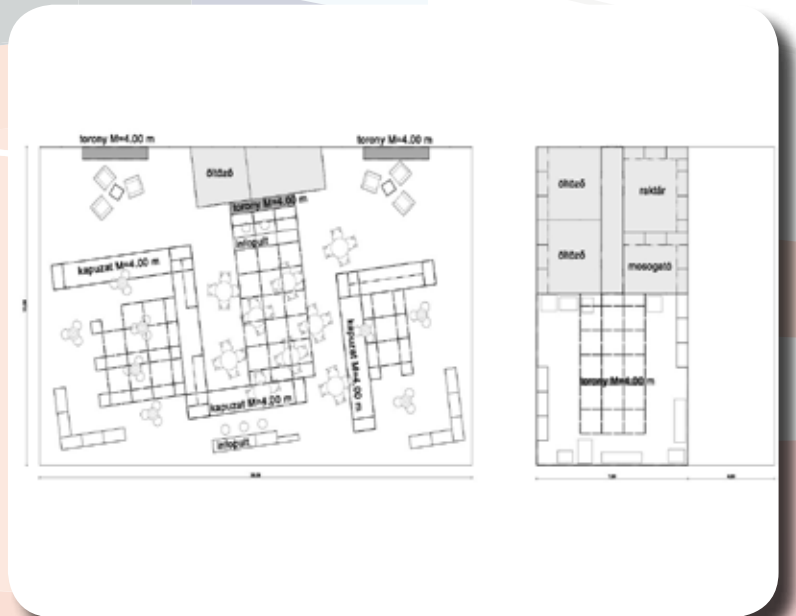 torony M=4.00 m
torony M=4.00 m
öltöző
torony M=4.00 m
infopult
kapuzat M=4.00 m
kapuzat M=4.00 m
kapuzat M=4.00 m
infopult
öltöző
raktár
öltöző
mosogató
torony M=4.00 m